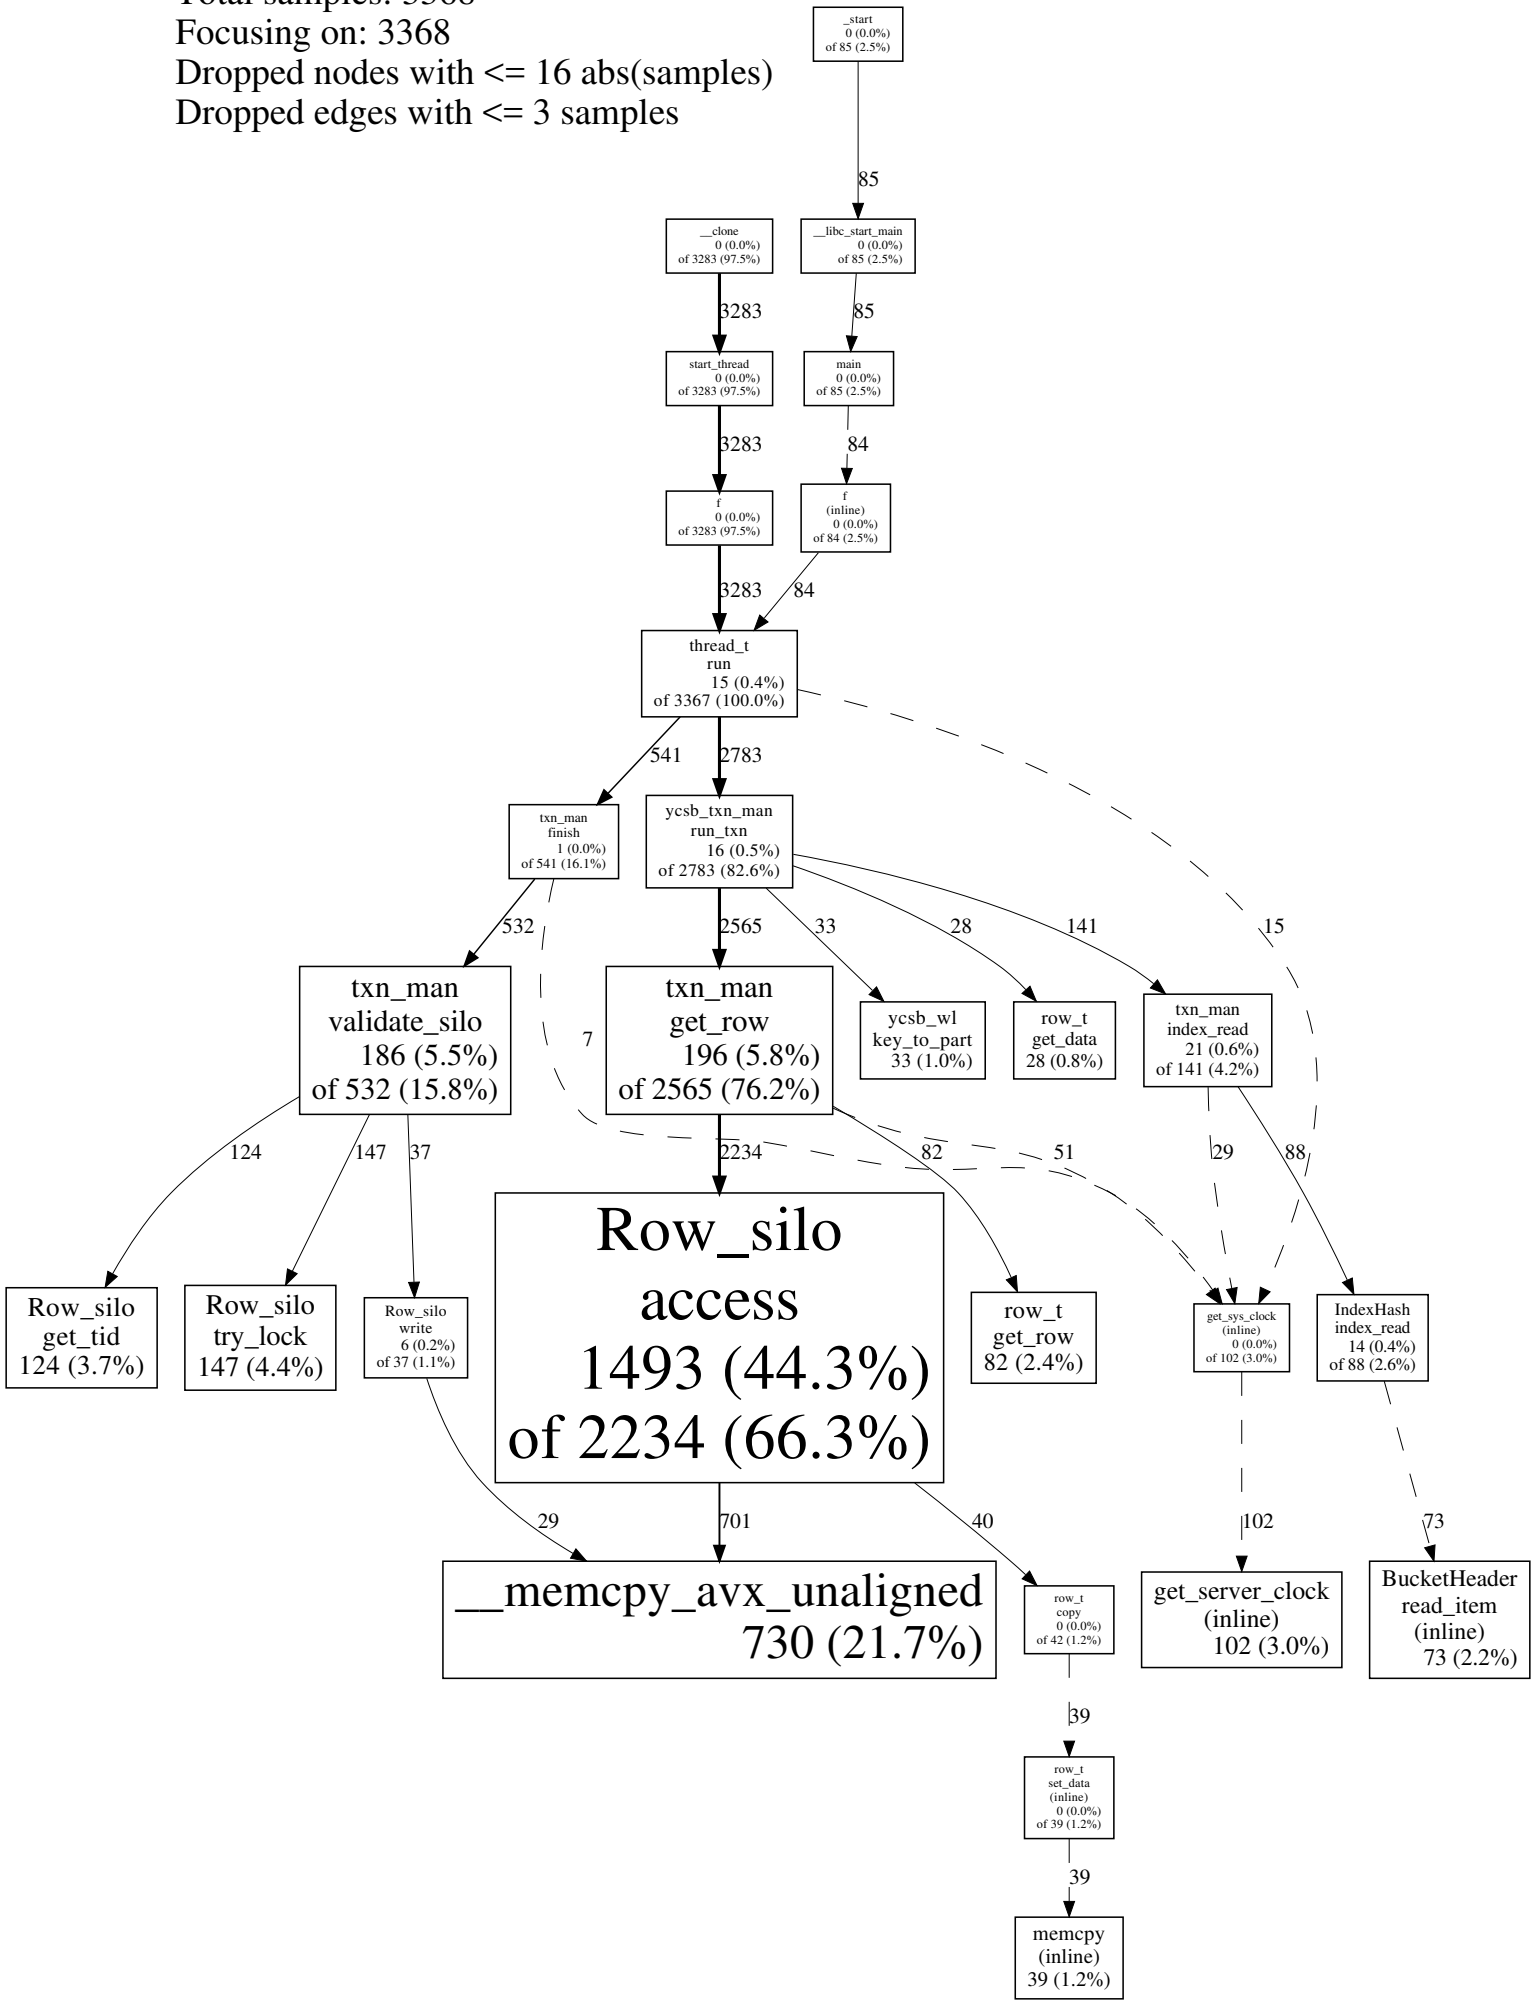 Total samples: 3368
Focusing on: 3368
Dropped nodes with <= 16 abs(samples)
Dropped edges with <= 3 samples
_start
0 (0.0%)
of 85 (2.5%)
85
__clone
0 (0.0%)
of 3283 (97.5%)
__libc_start_main
0 (0.0%)
of 85 (2.5%)
3283
85
start_thread
0 (0.0%)
of 3283 (97.5%)
main
0 (0.0%)
of 85 (2.5%)
3283
84
f
0 (0.0%)
of 3283 (97.5%)
f
(inline)
0 (0.0%)
of 84 (2.5%)
3283
84
thread_t
run
15 (0.4%)
of 3367 (100.0%)
541
2783
15
txn_man
finish
1 (0.0%)
of 541 (16.1%)
ycsb_txn_man
run_txn
16 (0.5%)
of 2783 (82.6%)
532
2565
33
28
141
7
txn_man
validate_silo
186 (5.5%)
of 532 (15.8%)
txn_man
get_row
196 (5.8%)
of 2565 (76.2%)
ycsb_wl
key_to_part
33 (1.0%)
row_t
get_data
28 (0.8%)
txn_man
index_read
21 (0.6%)
of 141 (4.2%)
124
147
37
2234
82
51
29
88
Row_silo
get_tid
124 (3.7%)
Row_silo
try_lock
147 (4.4%)
Row_silo
write
6 (0.2%)
of 37 (1.1%)
Row_silo
access
1493 (44.3%)
of 2234 (66.3%)
row_t
get_row
82 (2.4%)
get_sys_clock
(inline)
0 (0.0%)
of 102 (3.0%)
IndexHash
index_read
14 (0.4%)
of 88 (2.6%)
29
701
40
102
73
__memcpy_avx_unaligned
730 (21.7%)
row_t
copy
0 (0.0%)
of 42 (1.2%)
get_server_clock
(inline)
102 (3.0%)
BucketHeader
read_item
(inline)
73 (2.2%)
39
row_t
set_data
(inline)
0 (0.0%)
of 39 (1.2%)
39
memcpy
(inline)
39 (1.2%)